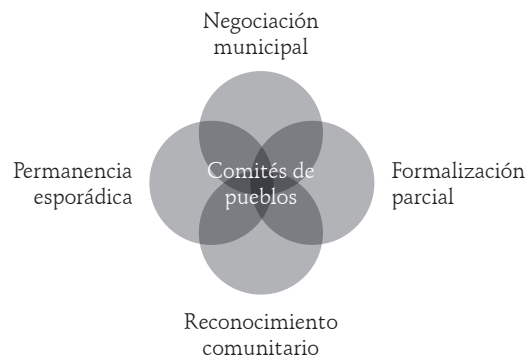 Negociación
municipal
Permanencia
esporádica
Comités de
pueblos
Formalización
parcial
Reconocimiento
comunitario